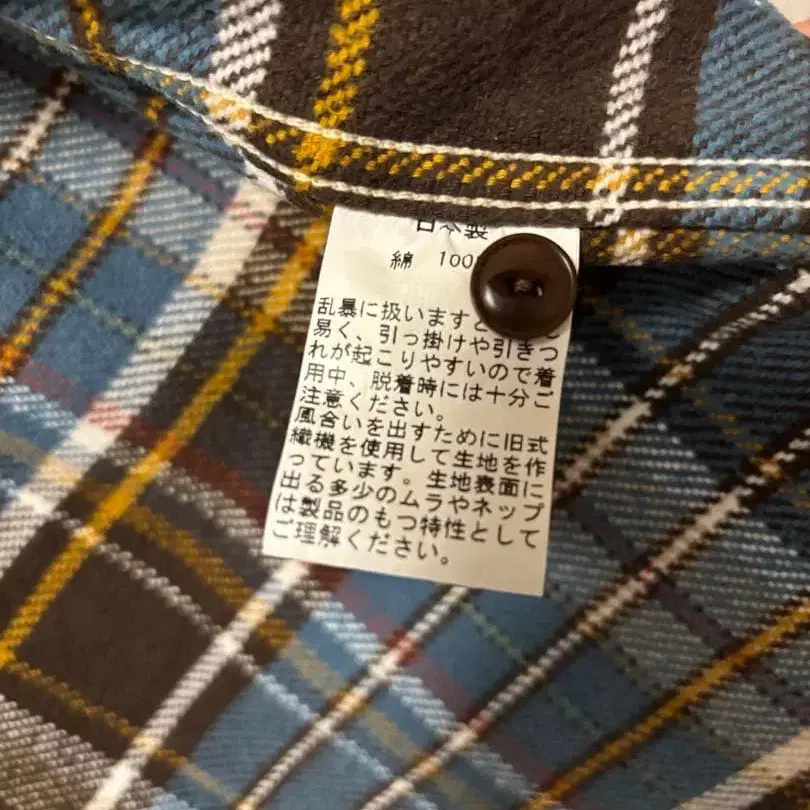 日本製
綿 100
乱暴に扱いますと
易く、引っ掛けや引きつ
れが起こりやすいので着
用中、脱着時には十分ご
注意ください。
風合いを出すために旧式
織機を使用して生地を作
っています。生地表面に
出る多少のムラやネップ
は製品のもつ特性として
ご理解ください。